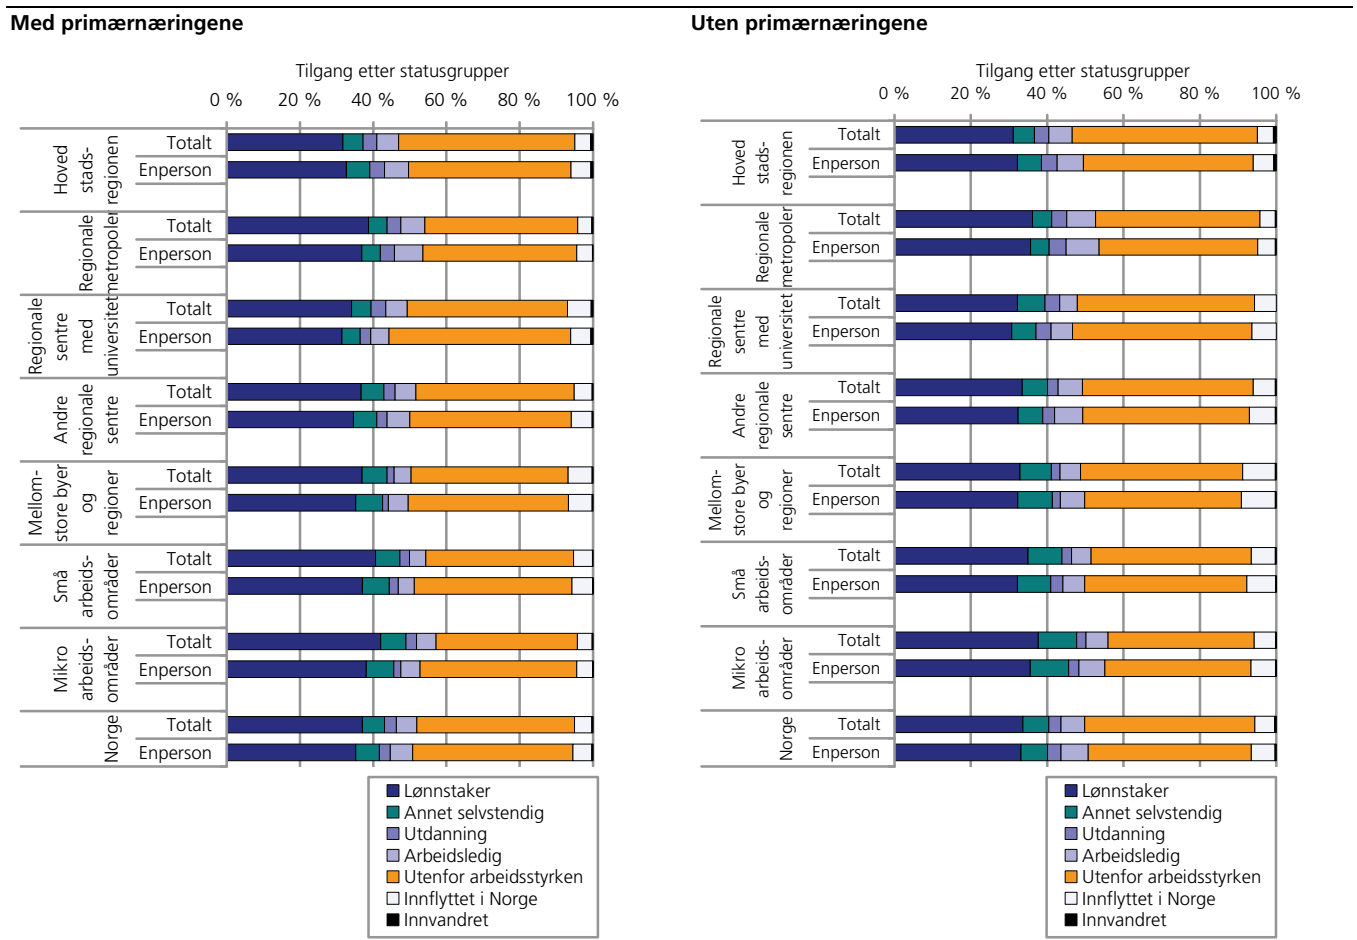 Med primærnæringene
Tilgang etter statusgrupper
0 % 20 % 40 % 60 % 80 % 100 %
Hoved
stads-
regionen
Totalt
Enperson
Regionale
metropoler
Totalt
Enperson
Regionale
sentre
med
universitet
Totalt
Enperson
Andre
regionale
sentre
Totalt
Enperson
Mellom-
store byer
og
regioner
Totalt
Enperson
Små
arbeids-
områder
Totalt
Enperson
Mikro
arbeids-
områder
Totalt
Enperson
Norge
Totalt
Enperson
Lønnstaker
Annet selvstendig
Utdanning
Arbeidsledig
Utenfor arbeidsstyrken
Innflyttet i Norge
Innvandret
Uten primærnæringene
Tilgang etter statusgrupper
0 % 20 % 40 % 60 % 80 % 100 %
Hoved
stads-
regionen
Totalt
Enperson
Regionale
metropoler
Totalt
Enperson
Regionale
sentre
med
universitet
Totalt
Enperson
Andre
regionale
sentre
Totalt
Enperson
Mellom-
store byer
og
regioner
Totalt
Enperson
Små
arbeids-
områder
Totalt
Enperson
Mikro
arbeids-
områder
Totalt
Enperson
Norge
Totalt
Enperson
Lønnstaker
Annet selvstendig
Utdanning
Arbeidsledig
Utenfor arbeidsstyrken
Innflyttet i Norge
Innvandret